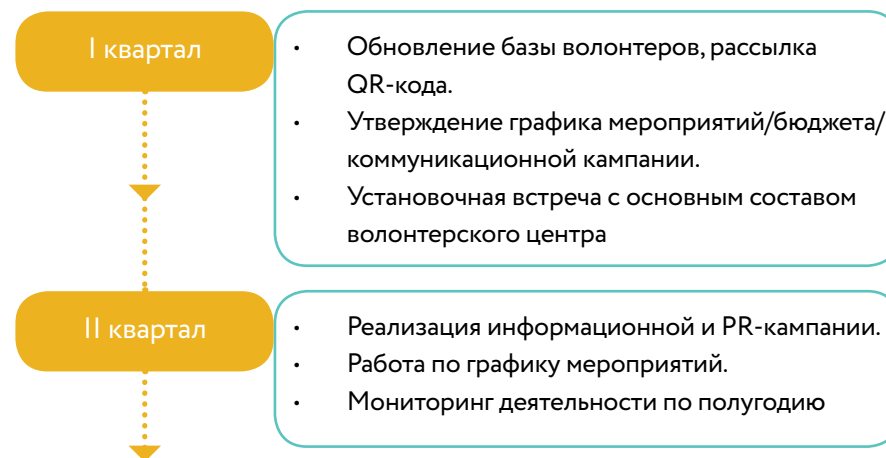 I квартал
• Обновление базы волонтеров, рассылка
QR-кода.
• Утверждение графика мероприятий/бюджета/
коммуникационной кампании.
• Установочная встреча с основным составом
волонтерского центра
II квартал
• Реализация информационной и PR-кампании.
• Работа по графику мероприятий.
• Мониторинг деятельности по полугодию